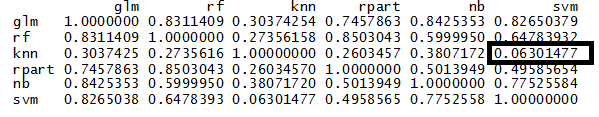 glm rf knn rpart nb svm
glm 1.0000000 0.8311409 0.30374254 0.7457863 0.8425353 0.82650379
rf 0.8311409 1.0000000 0.27356158 0.8503043 0.5999950 0.64783932
knn 0.3037425 0.2735616 1.00000000 0.2603457 0.3807172 0.06301477
rpart 0.7457863 0.8503043 0.26034570 1.0000000 0.5013949 0.49585654
nb 0.8425353 0.5999950 0.38071720 0.5013949 1.0000000 0.77525584
svm 0.8265038 0.6478393 0.06301477 0.4958565 0.7752558 1.00000000